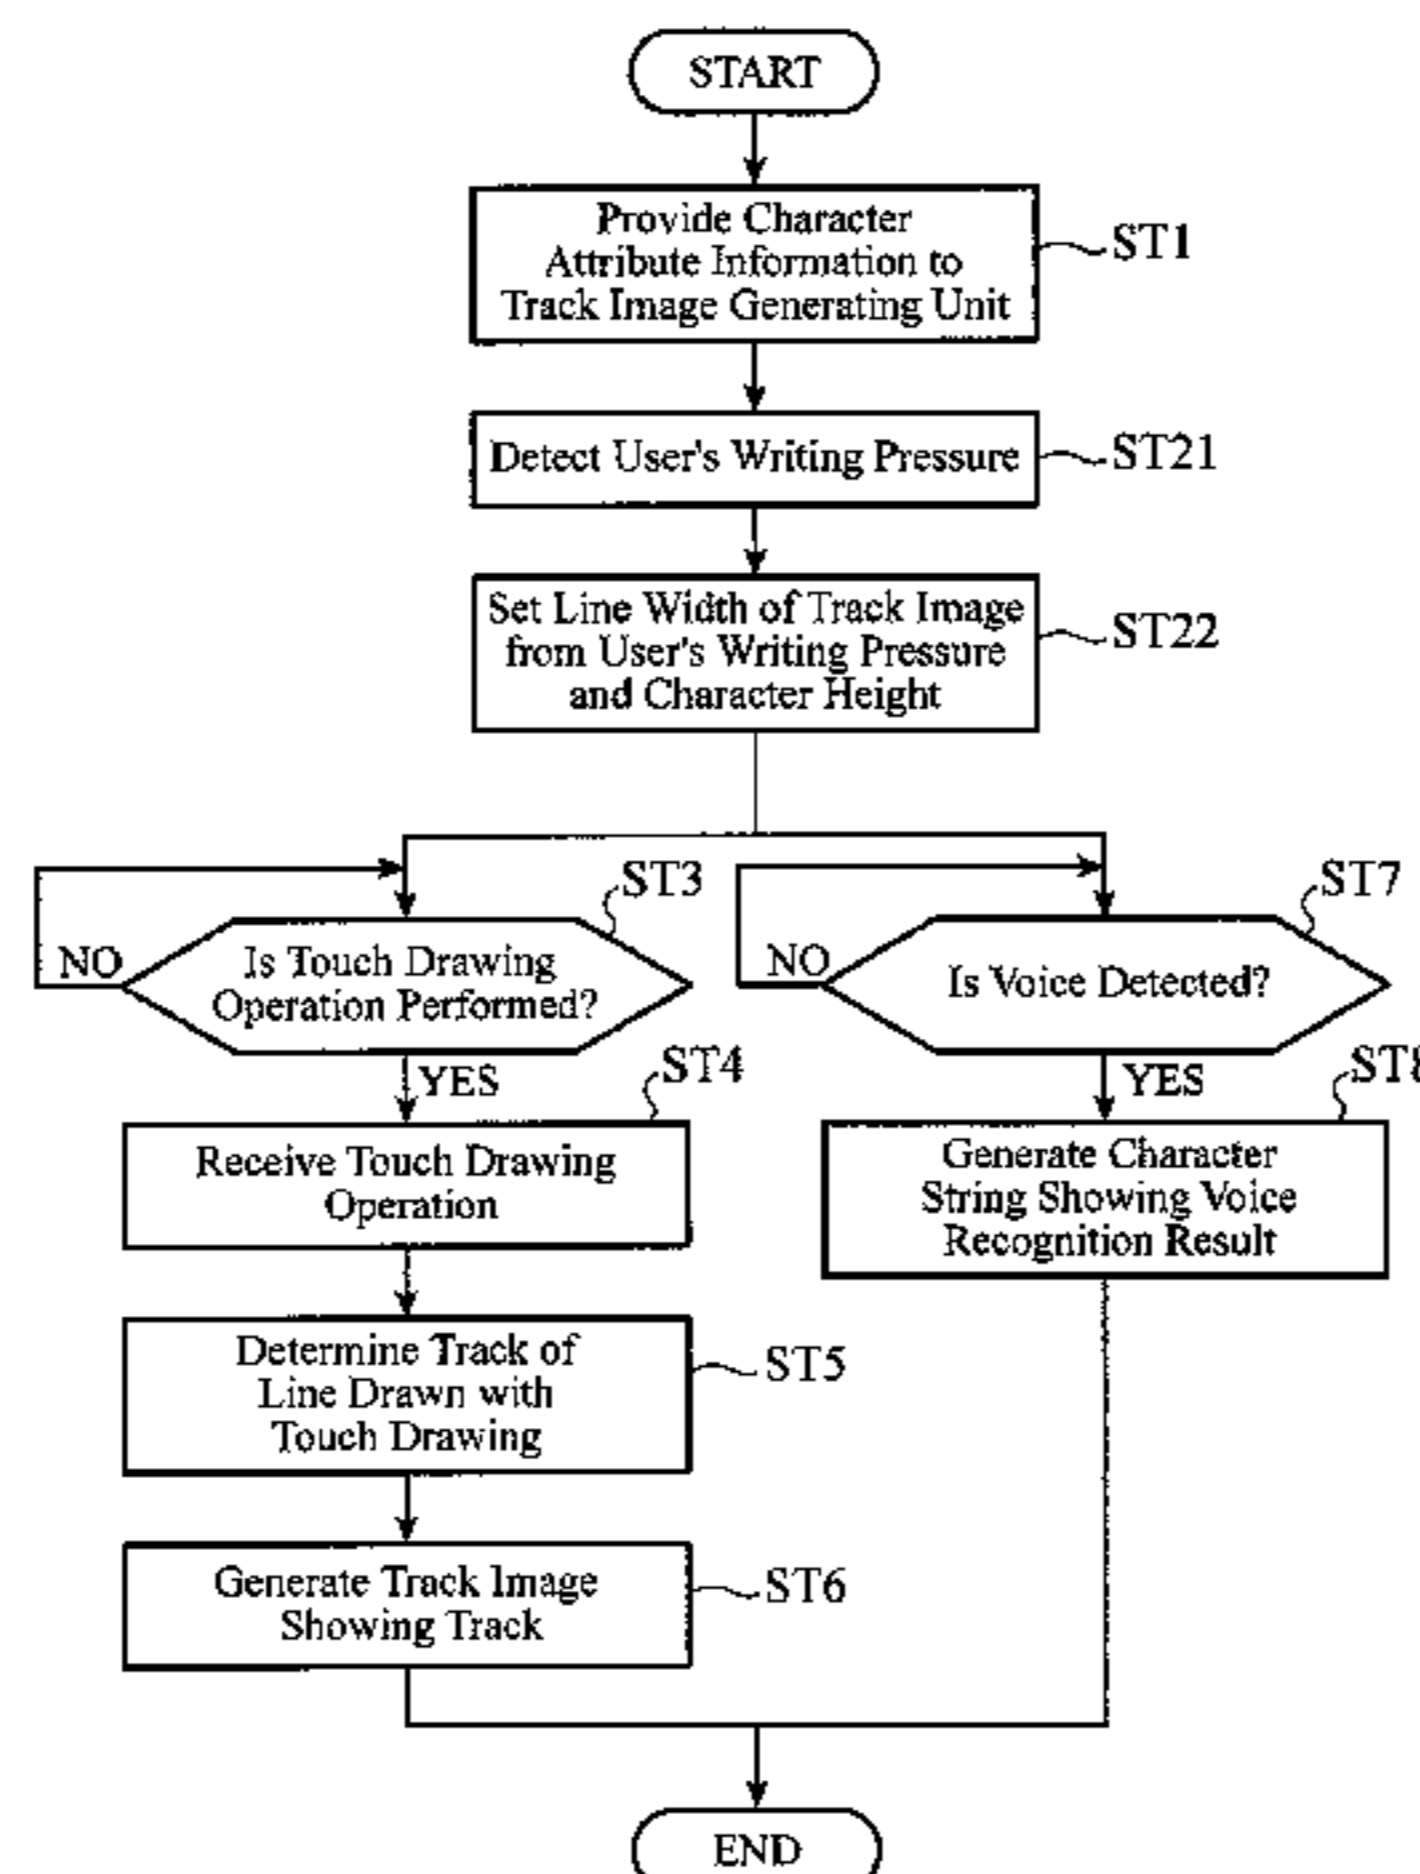 START
Provide Character
Attribute Information to
Track Image Generating Unit
ST1
Detect User's Writing Pressure
ST21
Set Line Width of Track Image
from User's Writing Pressure
and Character Height
ST22
ST3
NO
Is Touch Drawing
Operation Performed?
YES
ST4
Receive Touch Drawing
Operation
Determine Track of
Line Drawn with
Touch Drawing
ST5
Generate Track Image
Showing Track
ST6
ST7
NO
Is Voice Detected?
YES
ST8
Generate Character
String Showing Voice
Recognition Result
END